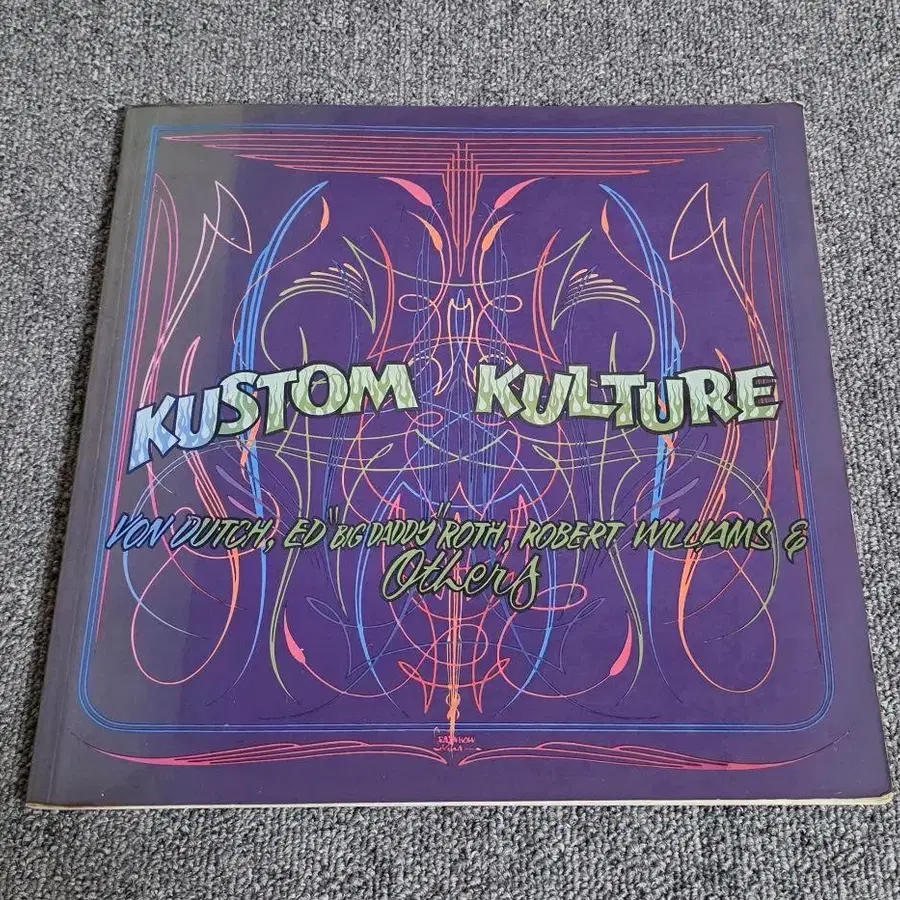 KUSTOM KULTURE
VON DUTCH, ED "BIG DADDY" ROTH, ROBERT WILLIAMS &
Others